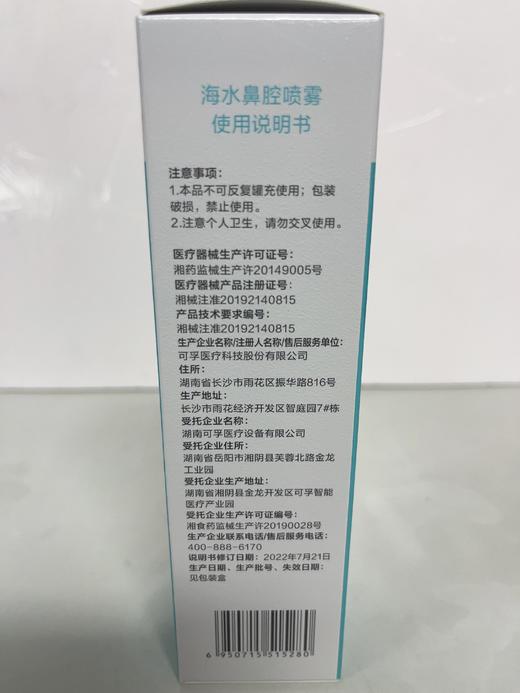 海水鼻腔喷雾
使用说明书
注意事项:
1.本品不可反复罐充使用；包装
破损，禁止使用。
2.注意个人卫生，请勿交叉使用。
医疗器械生产许可证号:
湘药监械生产许20149005号
医疗器械产品注册证号:
湘械注准20192140815
产品技术要求编号:
湘械注准20192140815
生产企业名称/注册人名称/售后服务单位:
可孚医疗科技股份有限公司
住所:
湖南省长沙市雨花区振华路816号
生产地址:
长沙市雨花经济开发区智庭园7#栋
受托企业名称:
湖南可孚医疗设备有限公司
受托企业住所:
湖南省岳阳市湘阴县芙蓉北路金龙
工业园
受托企业生产地址:
湖南省湘阴县金龙开发区可孚智能
医疗产业园
受托企业生产许可证编号:
湘食药监械生产许20190028号
生产企业联系电话/售后服务电话:
400-888-6170
说明书修订日期: 2022年7月21日
生产日期、生产批号、失效日期:
见包装盒
6 950715 515280